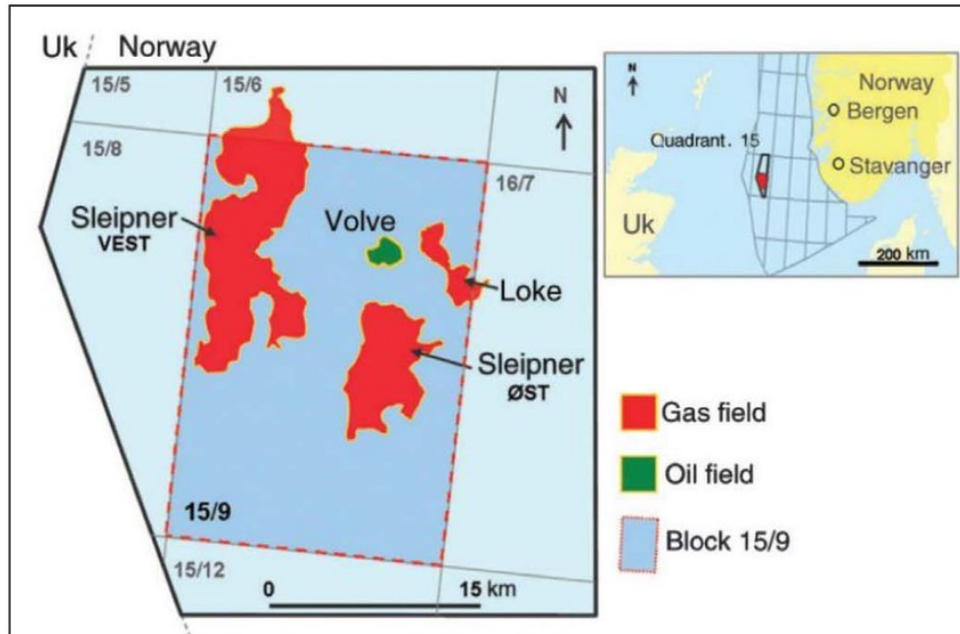 Uk
Norway
15/5
15/6
N
15/8
16/7
Sleipner
VEST
Volve
Loke
Sleipner
ØST
15/9
15/12
0
15 km
N
Norway
Bergen
Quadrant. 15
Stavanger
Uk
200 km
Gas field
Oil field
Block 15/9